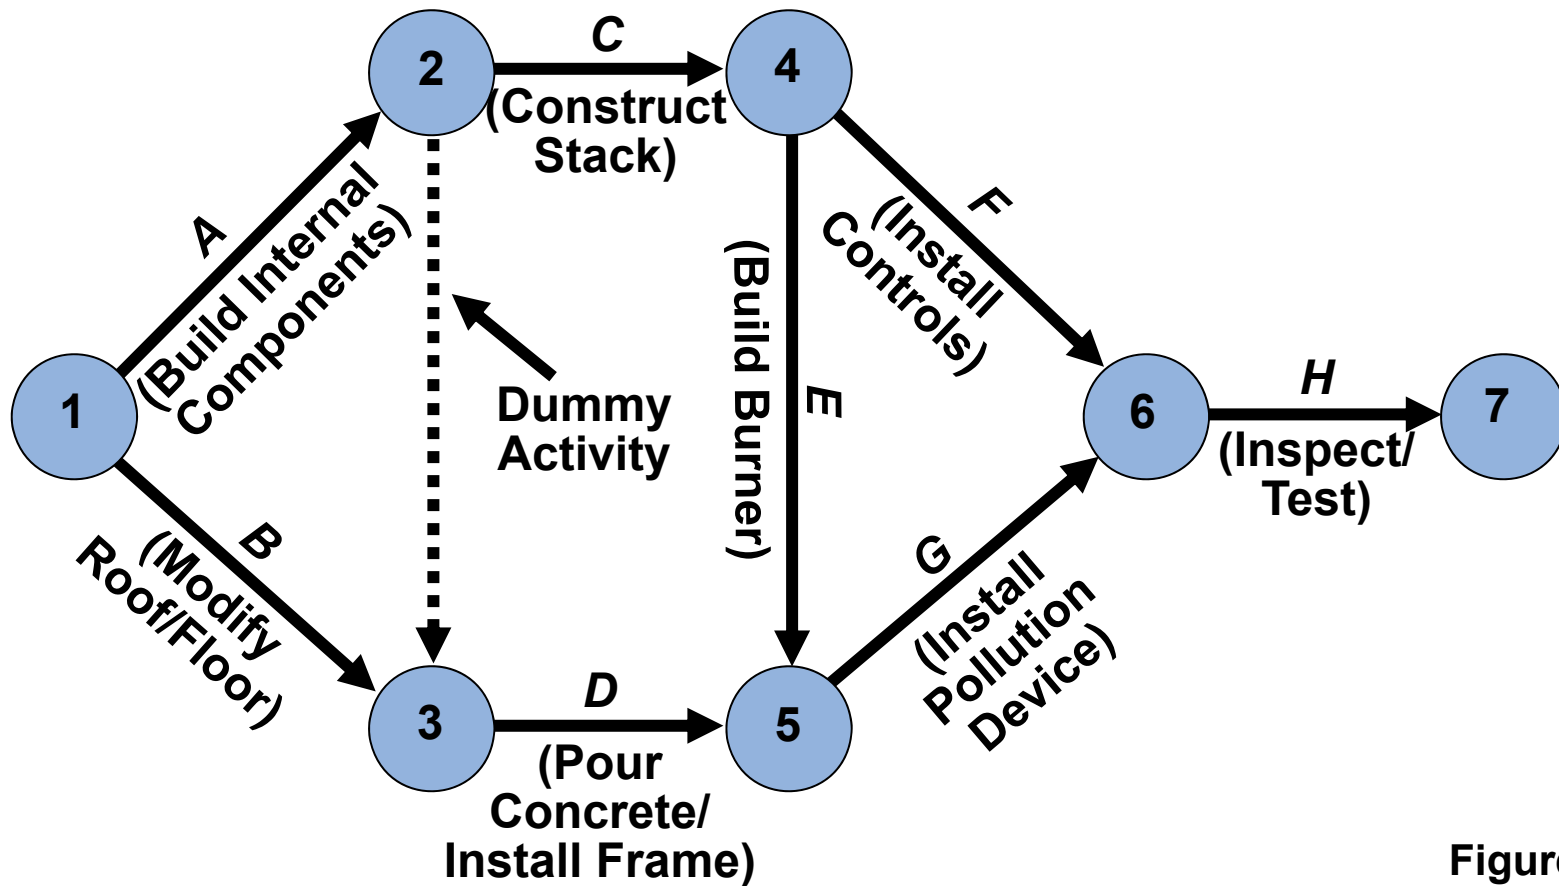 2
C
4
(Construct
Stack)
A
(Build Internal
Components)
F
(Install
Controls)
(Build Burner)
E
Dummy
Activity
1
6
H
7
(Inspect/
Test)
B
(Modify
Roof/Floor)
G
(Install
Pollution
Device)
3
D
5
(Pour
Concrete/
Install Frame)
Figure